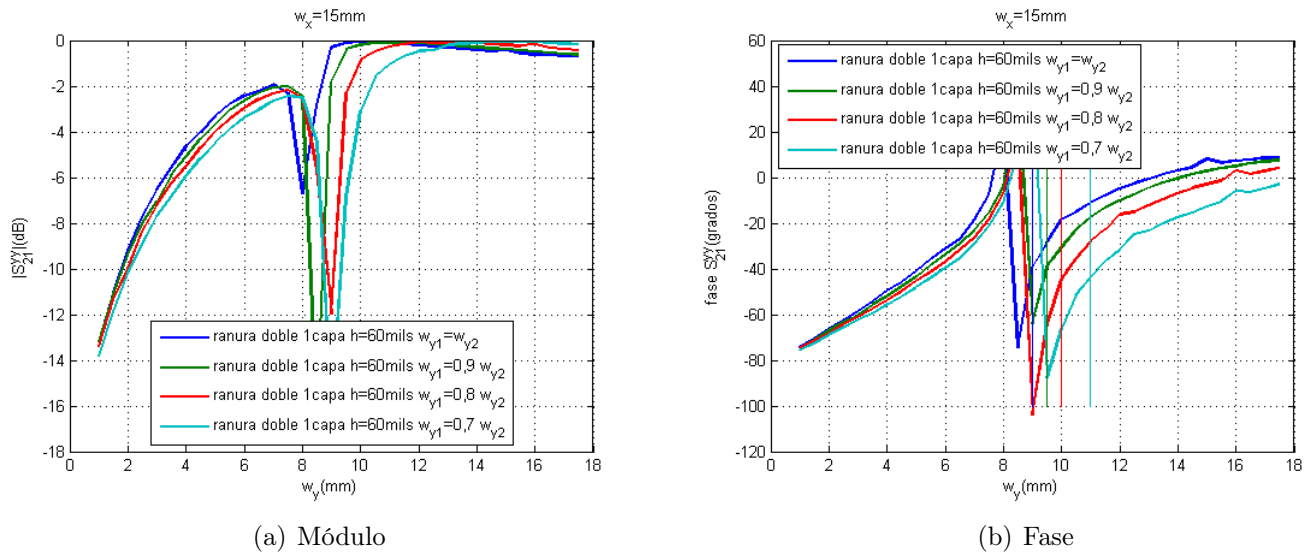 w_x=15mm
|S_21^yy|(dB)
0
-2
-4
-6
-8
-10
-12
-14
-16
-18
ranura doble 1capa h=60mils w_y1=w_y2
ranura doble 1capa h=60mils w_y1=0,9 w_y2
ranura doble 1capa h=60mils w_y1=0,8 w_y2
ranura doble 1capa h=60mils w_y1=0,7 w_y2
0 2 4 6 8 10 12 14 16 18
w_y(mm)
(a) Módulo
w_x=15mm
fase S_21^yy(grados)
60
40
20
0
-20
-40
-60
-80
-100
-120
ranura doble 1capa h=60mils w_y1=w_y2
ranura doble 1capa h=60mils w_y1=0,9 w_y2
ranura doble 1capa h=60mils w_y1=0,8 w_y2
ranura doble 1capa h=60mils w_y1=0,7 w_y2
0 2 4 6 8 10 12 14 16 18
w_y(mm)
(b) Fase